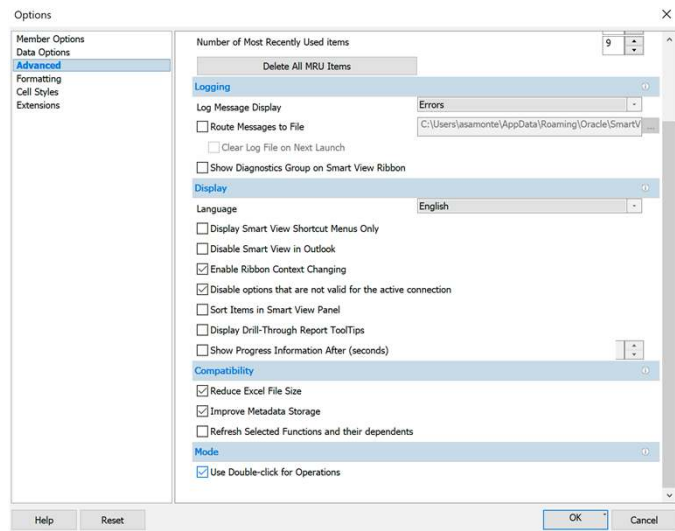 Options
Member Options
Data Options
Advanced
Formatting
Cell Styles
Extensions
Number of Most Recently Used items 9
Delete All MRU Items
Logging
Log Message Display Errors
Route Messages to File C:\Users\asamonte\AppData\Roaming\Oracle\SmartV ...
Clear Log File on Next Launch
Show Diagnostics Group on Smart View Ribbon
Display
Language English
Display Smart View Shortcut Menus Only
Disable Smart View in Outlook
Enable Ribbon Context Changing
Disable options that are not valid for the active connection
Sort Items in Smart View Panel
Display Drill-Through Report ToolTips
Show Progress Information After (seconds)
Compatibility
Reduce Excel File Size
Improve Metadata Storage
Refresh Selected Functions and their dependents
Mode
Use Double-click for Operations
Help Reset OK Cancel